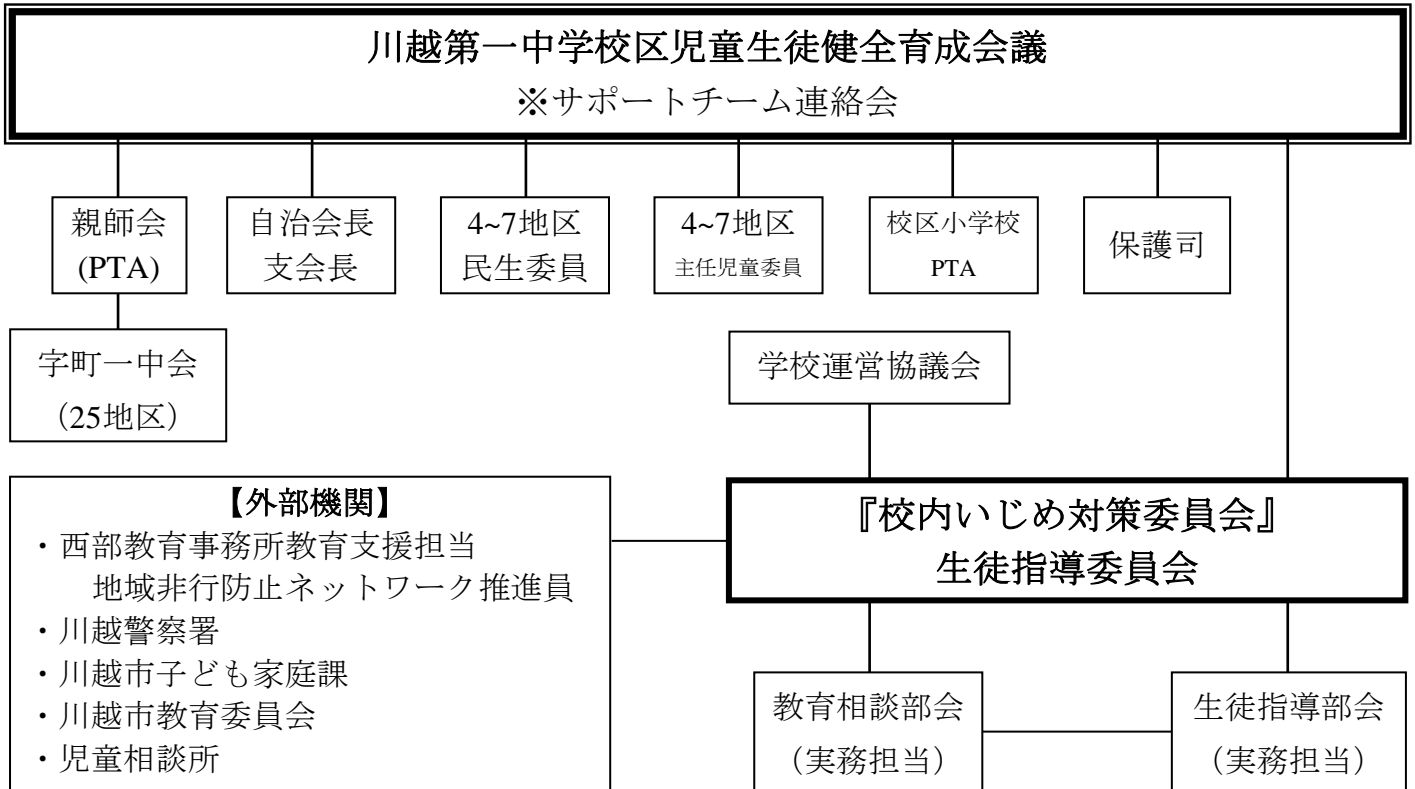 川越第一中学校区児童生徒健全育成会議
※サポートチーム連絡会
親師会
(PTA)
自治会長
支会長
4~7地区
民生委員
4~7地区
主任児童委員
校区小学校
PTA
保護司
字町一中会
（25地区）
学校運営協議会
【外部機関】
・西部教育事務所教育支援担当
地域非行防止ネットワーク推進員
・川越警察署
・川越市子ども家庭課
・川越市教育委員会
・児童相談所
『校内いじめ対策委員会』
生徒指導委員会
教育相談部会
（実務担当）
生徒指導部会
（実務担当）